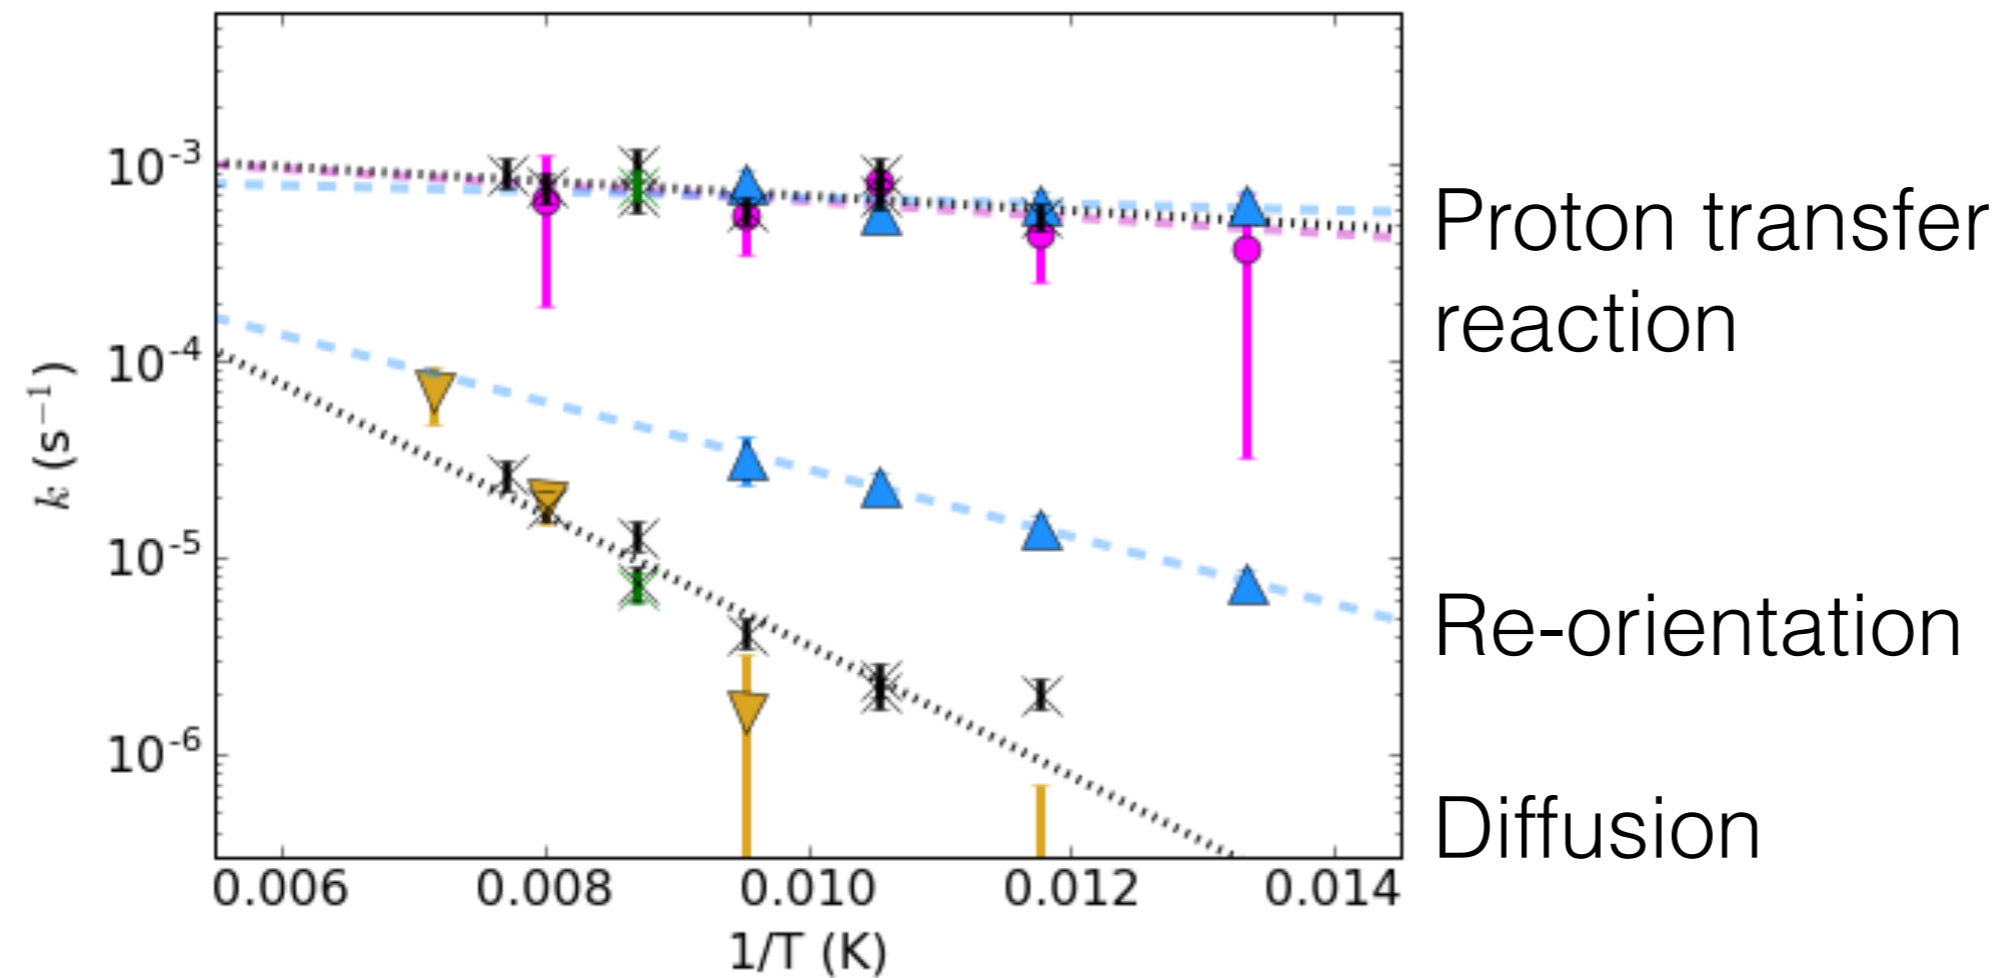 10⁻³
10⁻⁴
10⁻⁵
10⁻⁶
k (s⁻¹)
0.006 0.008 0.010 0.012 0.014
1/T (K)
Proton transfer
reaction
Re-orientation
Diffusion